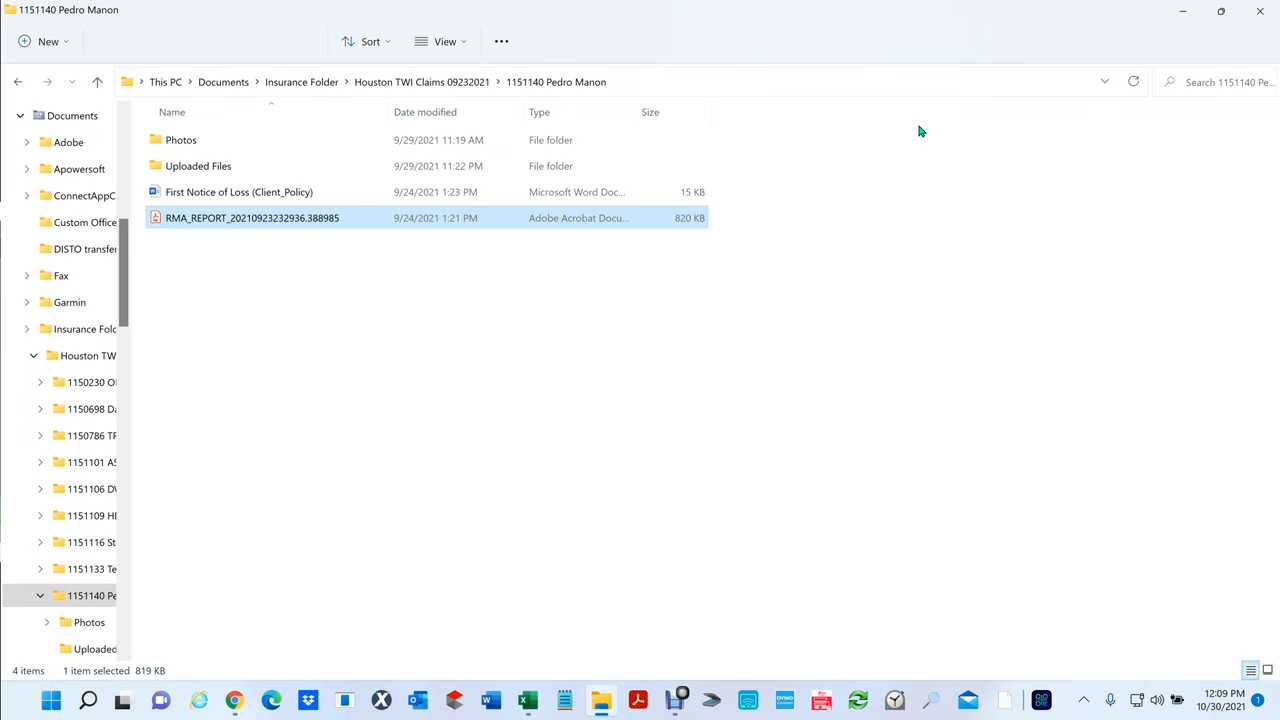 1151140 Pedro Manon
New
Sort
View
This PC > Documents > Insurance Folder > Houston TWI Claims 09232021 > 1151140 Pedro Manon
Search 1151140 Pe...
Name Date modified Type Size
Photos 9/29/2021 11:19 AM File folder
Uploaded Files 9/29/2021 11:22 PM File folder
First Notice of Loss (Client_Policy) 9/24/2021 1:23 PM Microsoft Word Doc... 15 KB
RMA_REPORT_20210923232936.388985 9/24/2021 1:21 PM Adobe Acrobat Docu... 820 KB
Documents
Adobe
Apowersoft
ConnectAppC
Custom Office
DISTO transfer
Fax
Garmin
Insurance Folc
Houston TW
1150230 O
1150698 Da
1150786 TF
1151101 AS
1151106 DV
1151109 HE
1151116 St
1151133 Te
1151140 Pe
Photos
Uploaded
4 items 1 item selected 819 KB
12:09 PM
10/30/2021
1